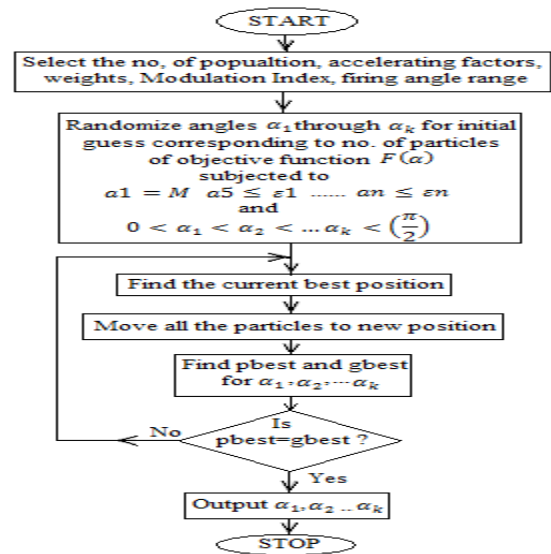 START
Select the no, of popualtion, accelerating factors,
weights, Modulation Index, firing angle range
Randomize angles α₁ through αₖ for initial
guess corresponding to no. of particles
of objective function F(α)
subjected to
a1 = M a5 ≤ ε1 ...... an ≤ εn
and
0 < α₁ < α₂ < ... αₖ < (π/2)
Find the current best position
Move all the particles to new position
Find pbest and gbest
for α₁,α₂,...αₖ
Is
pbest=gbest ?
No
Yes
Output α₁,α₂ .. αₖ
STOP